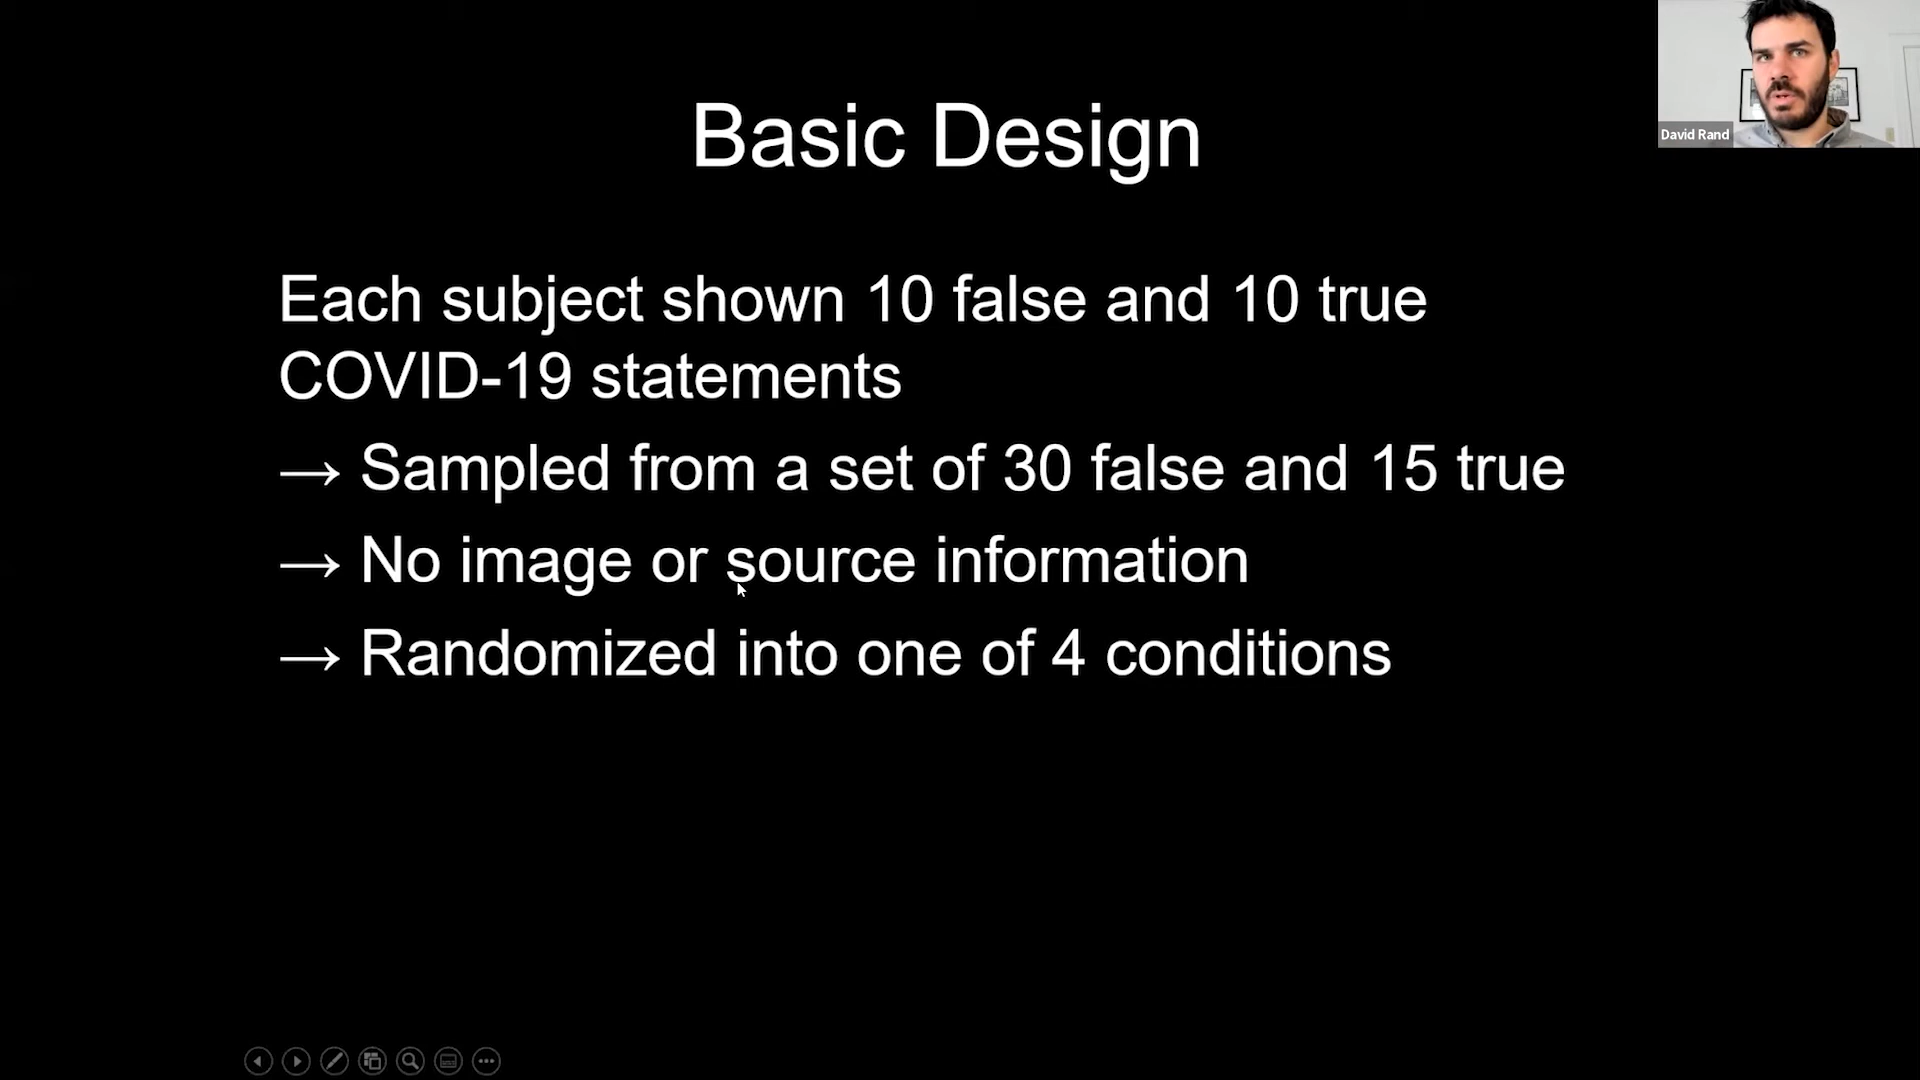 Basic Design
David Rand
Each subject shown 10 false and 10 true
COVID-19 statements
→ Sampled from a set of 30 false and 15 true
→ No image or source information
→ Randomized into one of 4 conditions